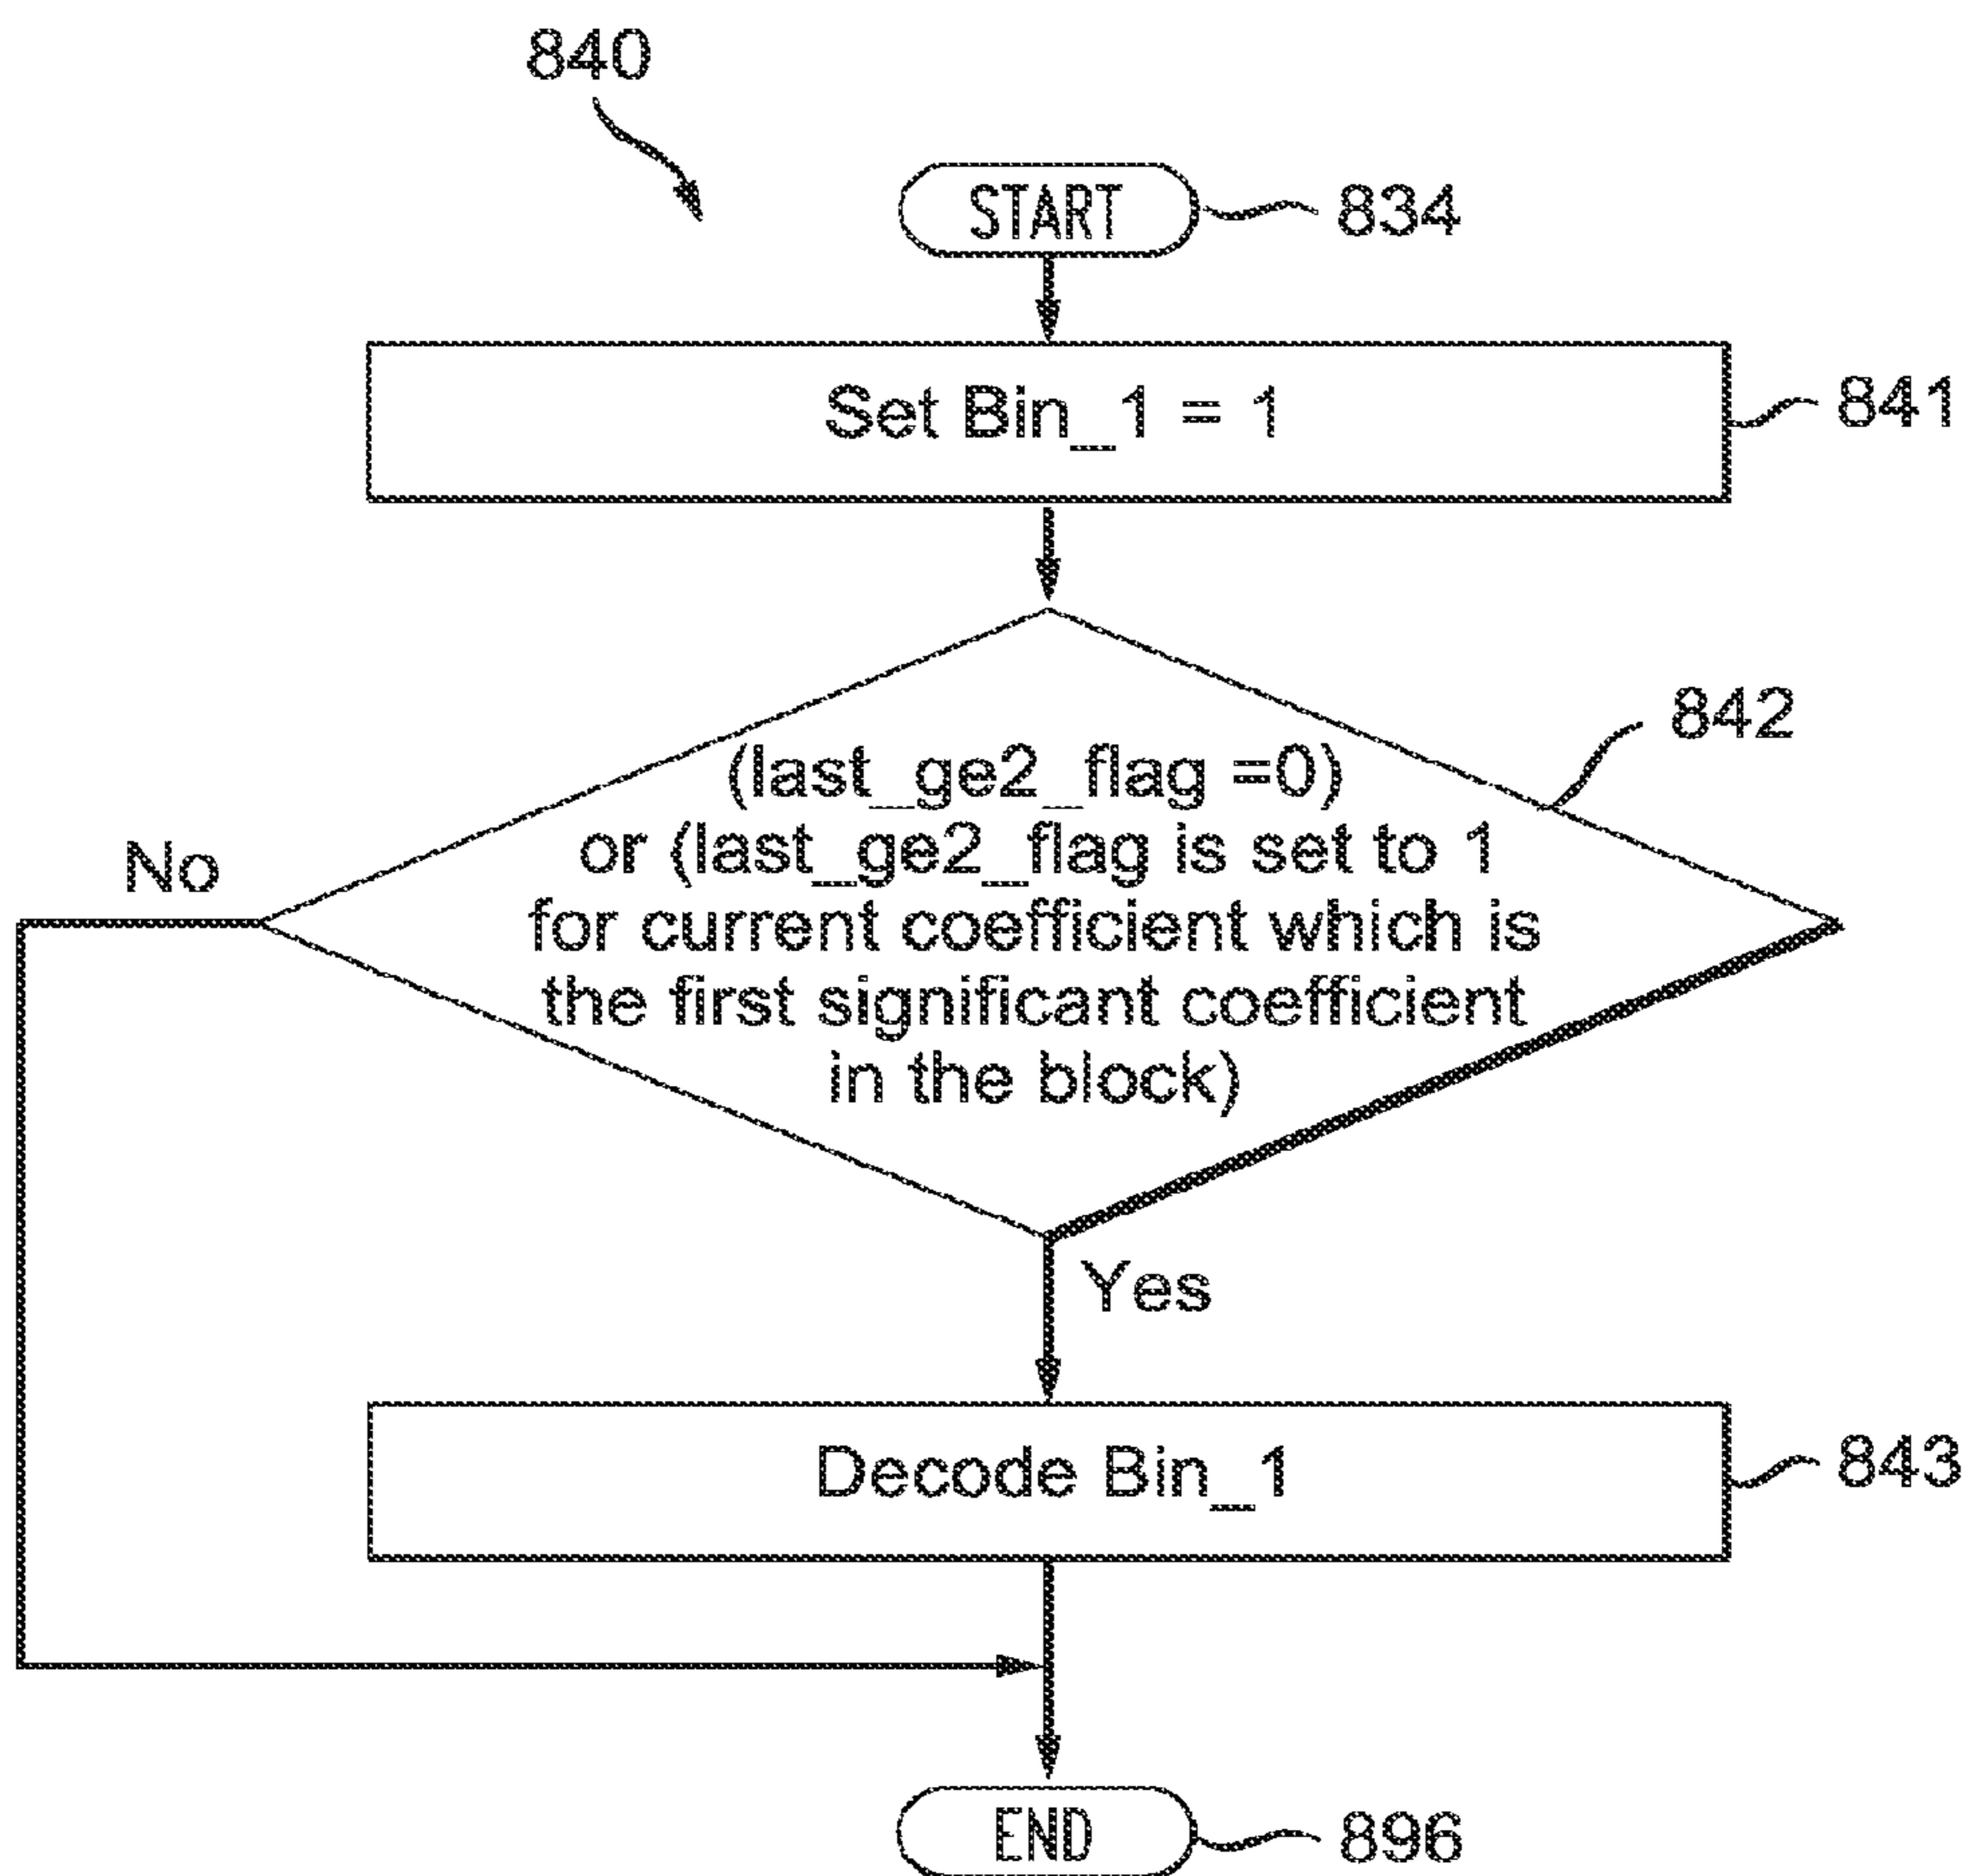 840
START
834
Set Bin_1 = 1
841
842
(last_ge2_flag =0)
or (last_ge2_flag is set to 1
for current coefficient which is
the first significant coefficient
in the block)
No
Yes
Decode Bin_1
843
END
896